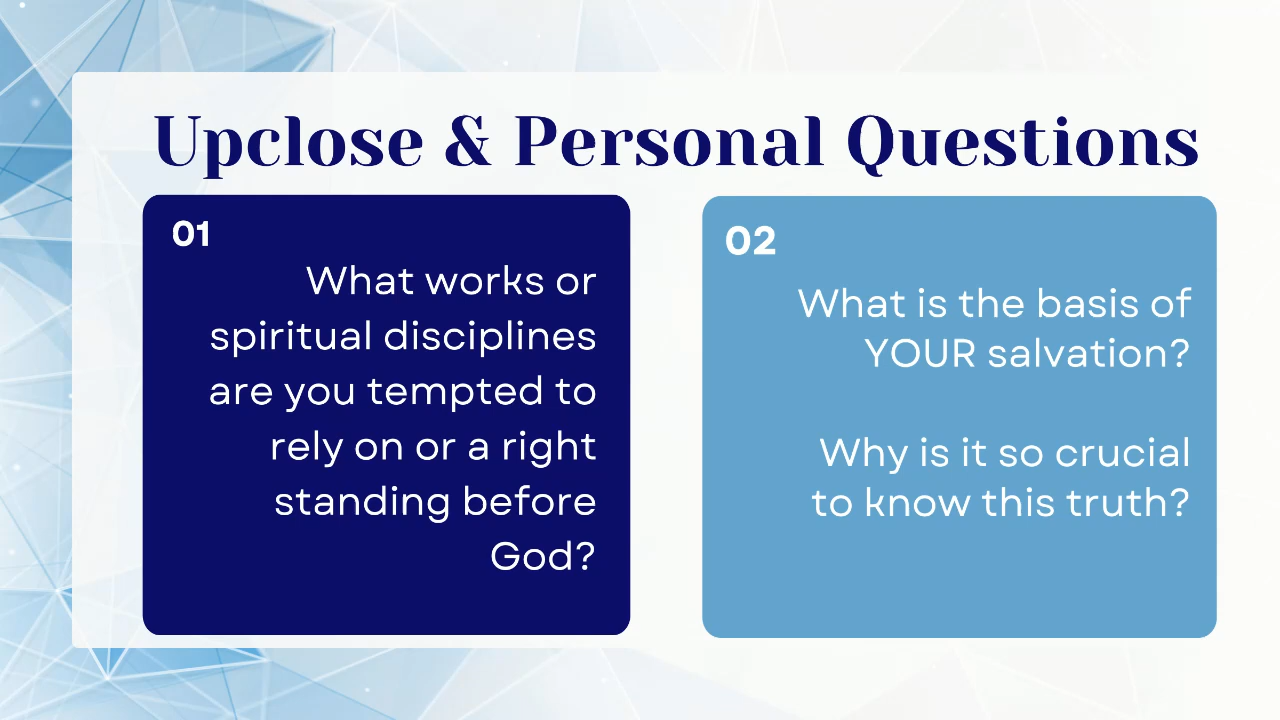 Upclose & Personal Questions
01
What works or
spiritual disciplines
are you tempted to
rely on or a right
standing before
God?
02
What is the basis of
YOUR salvation?
Why is it so crucial
to know this truth?